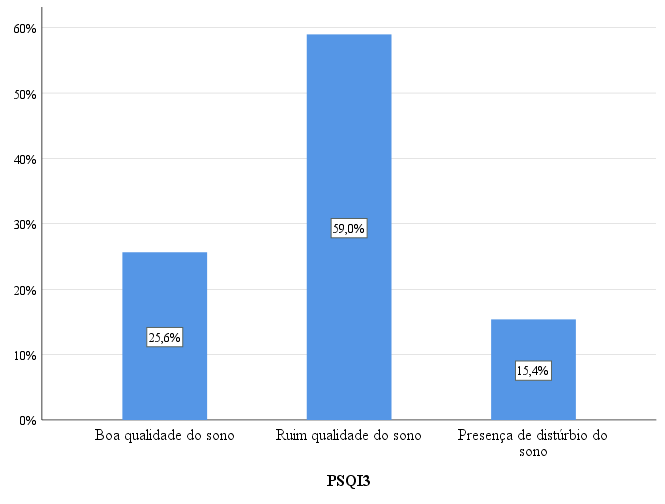 60%
50%
40%
30%
20%
10%
0%
25,6%
59,0%
15,4%
Boa qualidade do sono
Ruim qualidade do sono
Presença de distúrbio do
sono
PSQI3